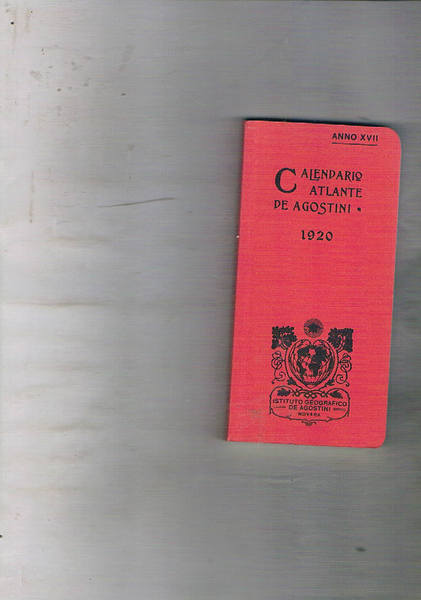 ANNO XVII
CALENDARIO
ATLANTE
DE AGOSTINI
1920
ISTITUTO GEOGRAFICO
DE AGOSTINI
NOVARA